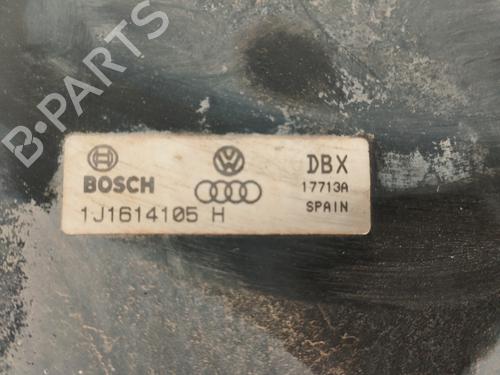 B-PARTS
BOSCH
DBX
17713A
1J1614105 H
SPAIN